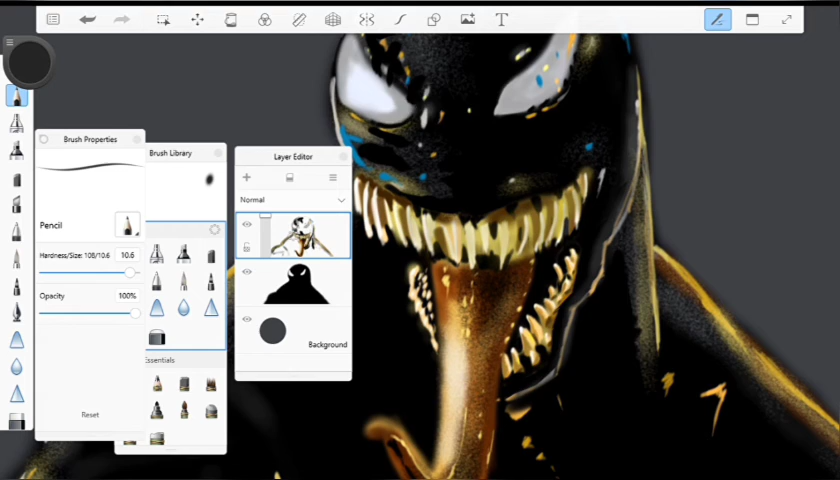 T
Brush Properties
Brush Library
Layer Editor
Normal
Pencil
Hardness/Size: 108/10.6 10.6
Opacity 100%
Background
Essentials
Reset